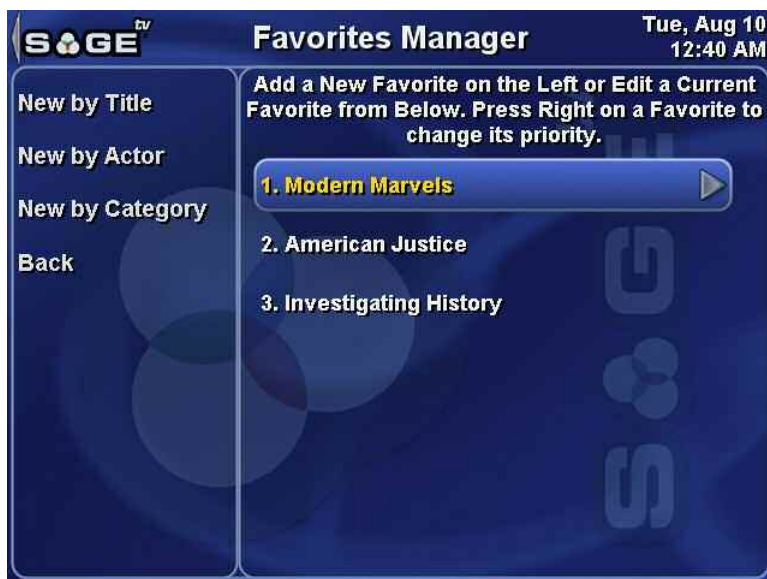 SAGE tv
Favorites Manager
Tue, Aug 10
12:40 AM
New by Title
New by Actor
New by Category
Back
Add a New Favorite on the Left or Edit a Current
Favorite from Below. Press Right on a Favorite to
change its priority.
1. Modern Marvels
2. American Justice
3. Investigating History
SAGE